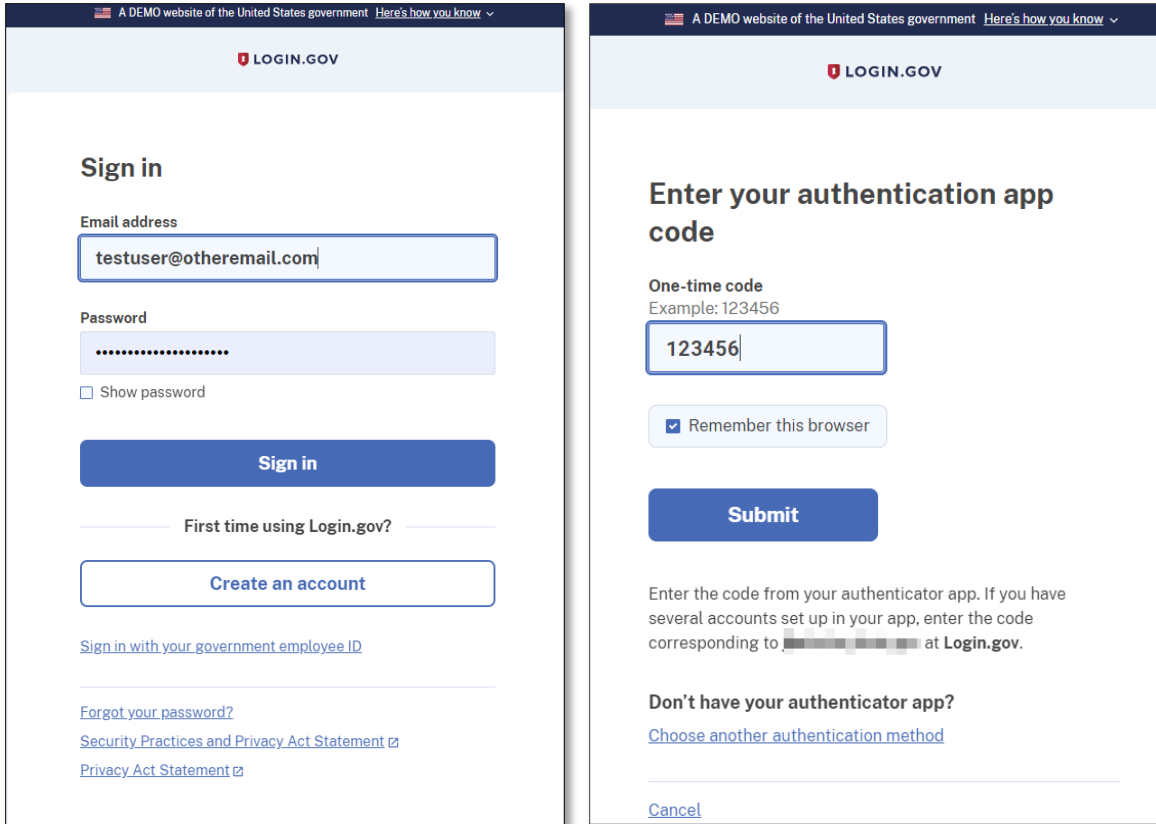 A DEMO website of the United States government Here's how you know
LOGIN.GOV
Sign in
Email address
testuser@otheremail.com
Password
Show password
Sign in
First time using Login.gov?
Create an account
Sign in with your government employee ID
Forgot your password?
Security Practices and Privacy Act Statement
Privacy Act Statement
A DEMO website of the United States government Here's how you know
LOGIN.GOV
Enter your authentication app
code
One-time code
Example: 123456
123456
Remember this browser
Submit
Enter the code from your authenticator app. If you have
several accounts set up in your app, enter the code
corresponding to at Login.gov.
Don't have your authenticator app?
Choose another authentication method
Cancel